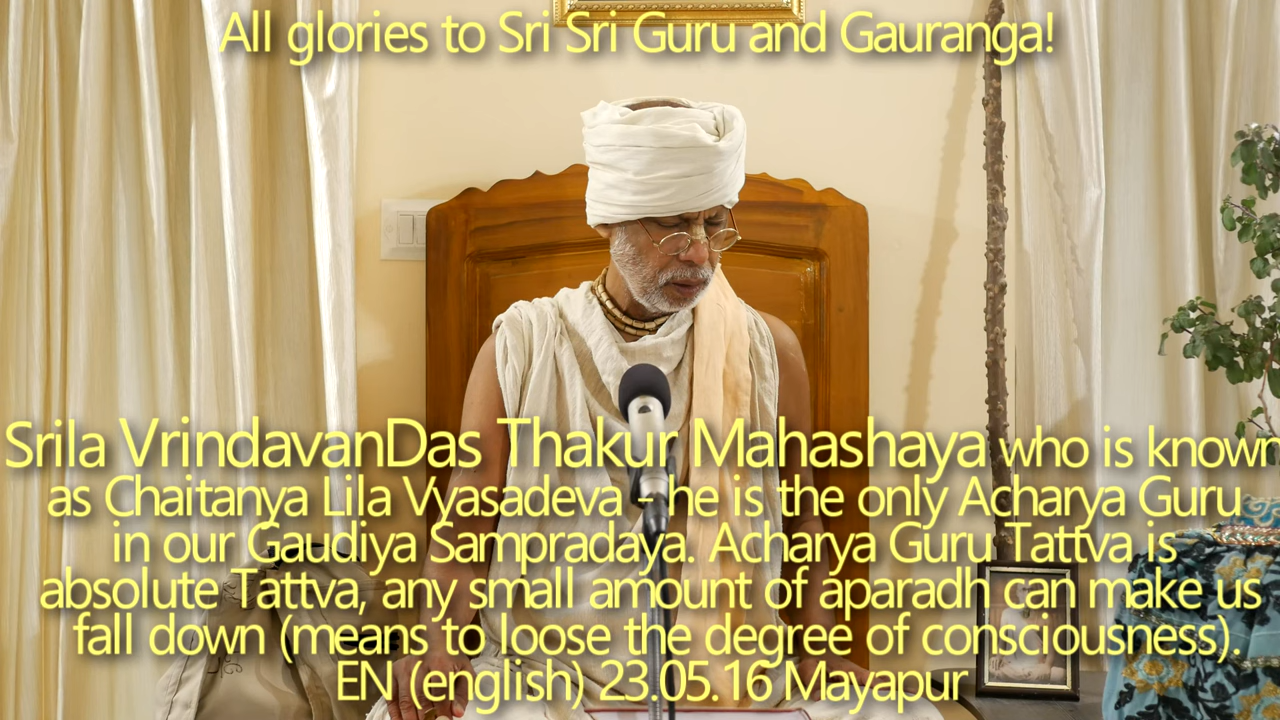 All glories to Sri Sri Guru and Gauranga!
Srila VrindavanDas Thakur Mahashaya who is known
as Chaitanya Lila Vyasadeva - he is the only Acharya Guru
in our Gaudiya Sampradaya. Acharya Guru Tattva is
absolute Tattva, any small amount of aparadh can make us
fall down (means to loose the degree of consciousness).
EN (english) 23.05.16 Mayapur